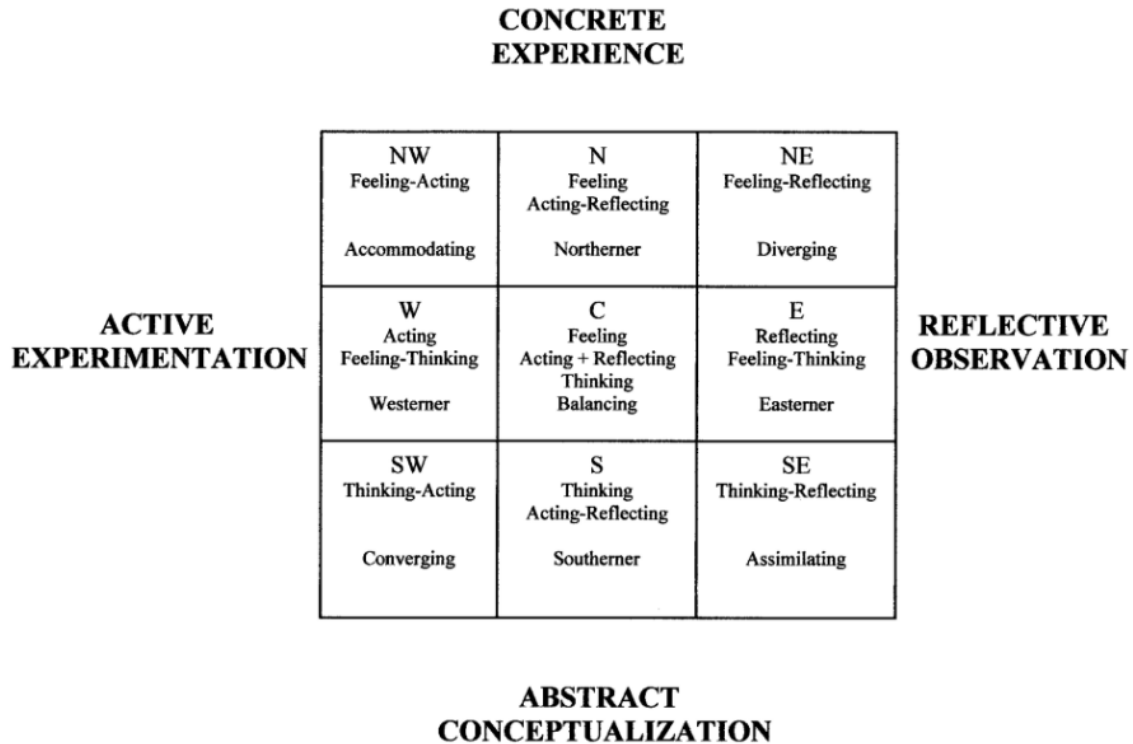 CONCRETE
EXPERIENCE
NW
Feeling-Acting
Accommodating
N
Feeling
Acting-Reflecting
Northerner
NE
Feeling-Reflecting
Diverging
ACTIVE
EXPERIMENTATION
W
Acting
Feeling-Thinking
Westerner
C
Feeling
Acting + Reflecting
Thinking
Balancing
E
Reflecting
Feeling-Thinking
Easterner
REFLECTIVE
OBSERVATION
SW
Thinking-Acting
Converging
S
Thinking
Acting-Reflecting
Southerner
SE
Thinking-Reflecting
Assimilating
ABSTRACT
CONCEPTUALIZATION